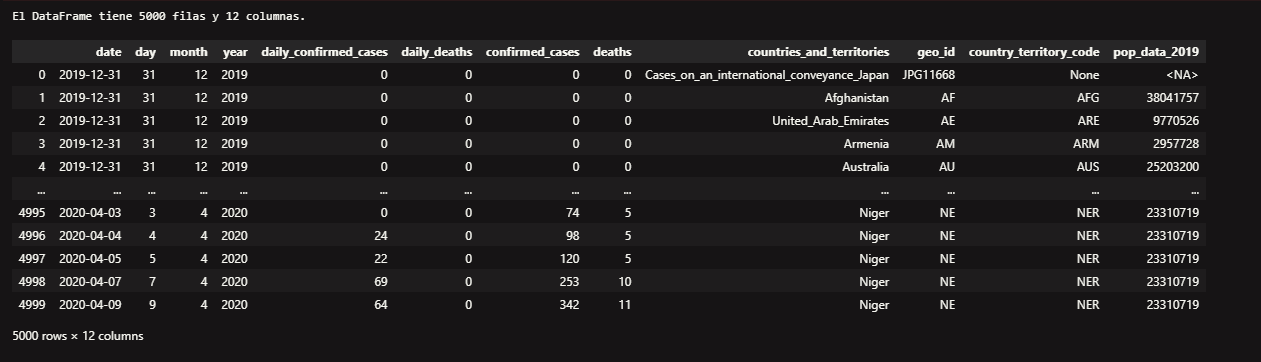 El DataFrame tiene 5000 filas y 12 columnas.
date day month year daily_confirmed_cases daily_deaths confirmed_cases deaths countries_and_territories geo_id country_territory_code pop_data_2019
0 2019-12-31 31 12 2019 0 0 0 0 Cases_on_an_international_conveyance_Japan JPG11668 None <NA>
1 2019-12-31 31 12 2019 0 0 0 0 Afghanistan AF AFG 38041757
2 2019-12-31 31 12 2019 0 0 0 0 United_Arab_Emirates AE ARE 9770526
3 2019-12-31 31 12 2019 0 0 0 0 Armenia AM ARM 2957728
4 2019-12-31 31 12 2019 0 0 0 0 Australia AU AUS 25203200
... ... ... ... ... ... ... ... ... ... ... ... ...
4995 2020-04-03 3 4 2020 0 0 74 5 Niger NE NER 23310719
4996 2020-04-04 4 4 2020 24 0 98 5 Niger NE NER 23310719
4997 2020-04-05 5 4 2020 22 0 120 5 Niger NE NER 23310719
4998 2020-04-07 7 4 2020 69 0 253 10 Niger NE NER 23310719
4999 2020-04-09 9 4 2020 64 0 342 11 Niger NE NER 23310719
5000 rows × 12 columns